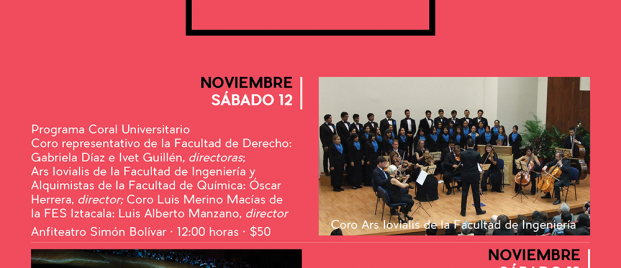 NOVIEMBRE
SÁBADO 12
Programa Coral Universitario
Coro representativo de la Facultad de Derecho:
Gabriela Díaz e Ivet Guillén, directoras;
Ars Iovialis de la Facultad de Ingeniería y
Alquimistas de la Facultad de Química: Óscar
Herrera, director; Coro Luis Merino Macías de
la FES Iztacala: Luis Alberto Manzano, director
Anfiteatro Simón Bolívar · 12:00 horas · $50
Coro Ars Iovialis de la Facultad de Ingeniería
NOVIEMBRE